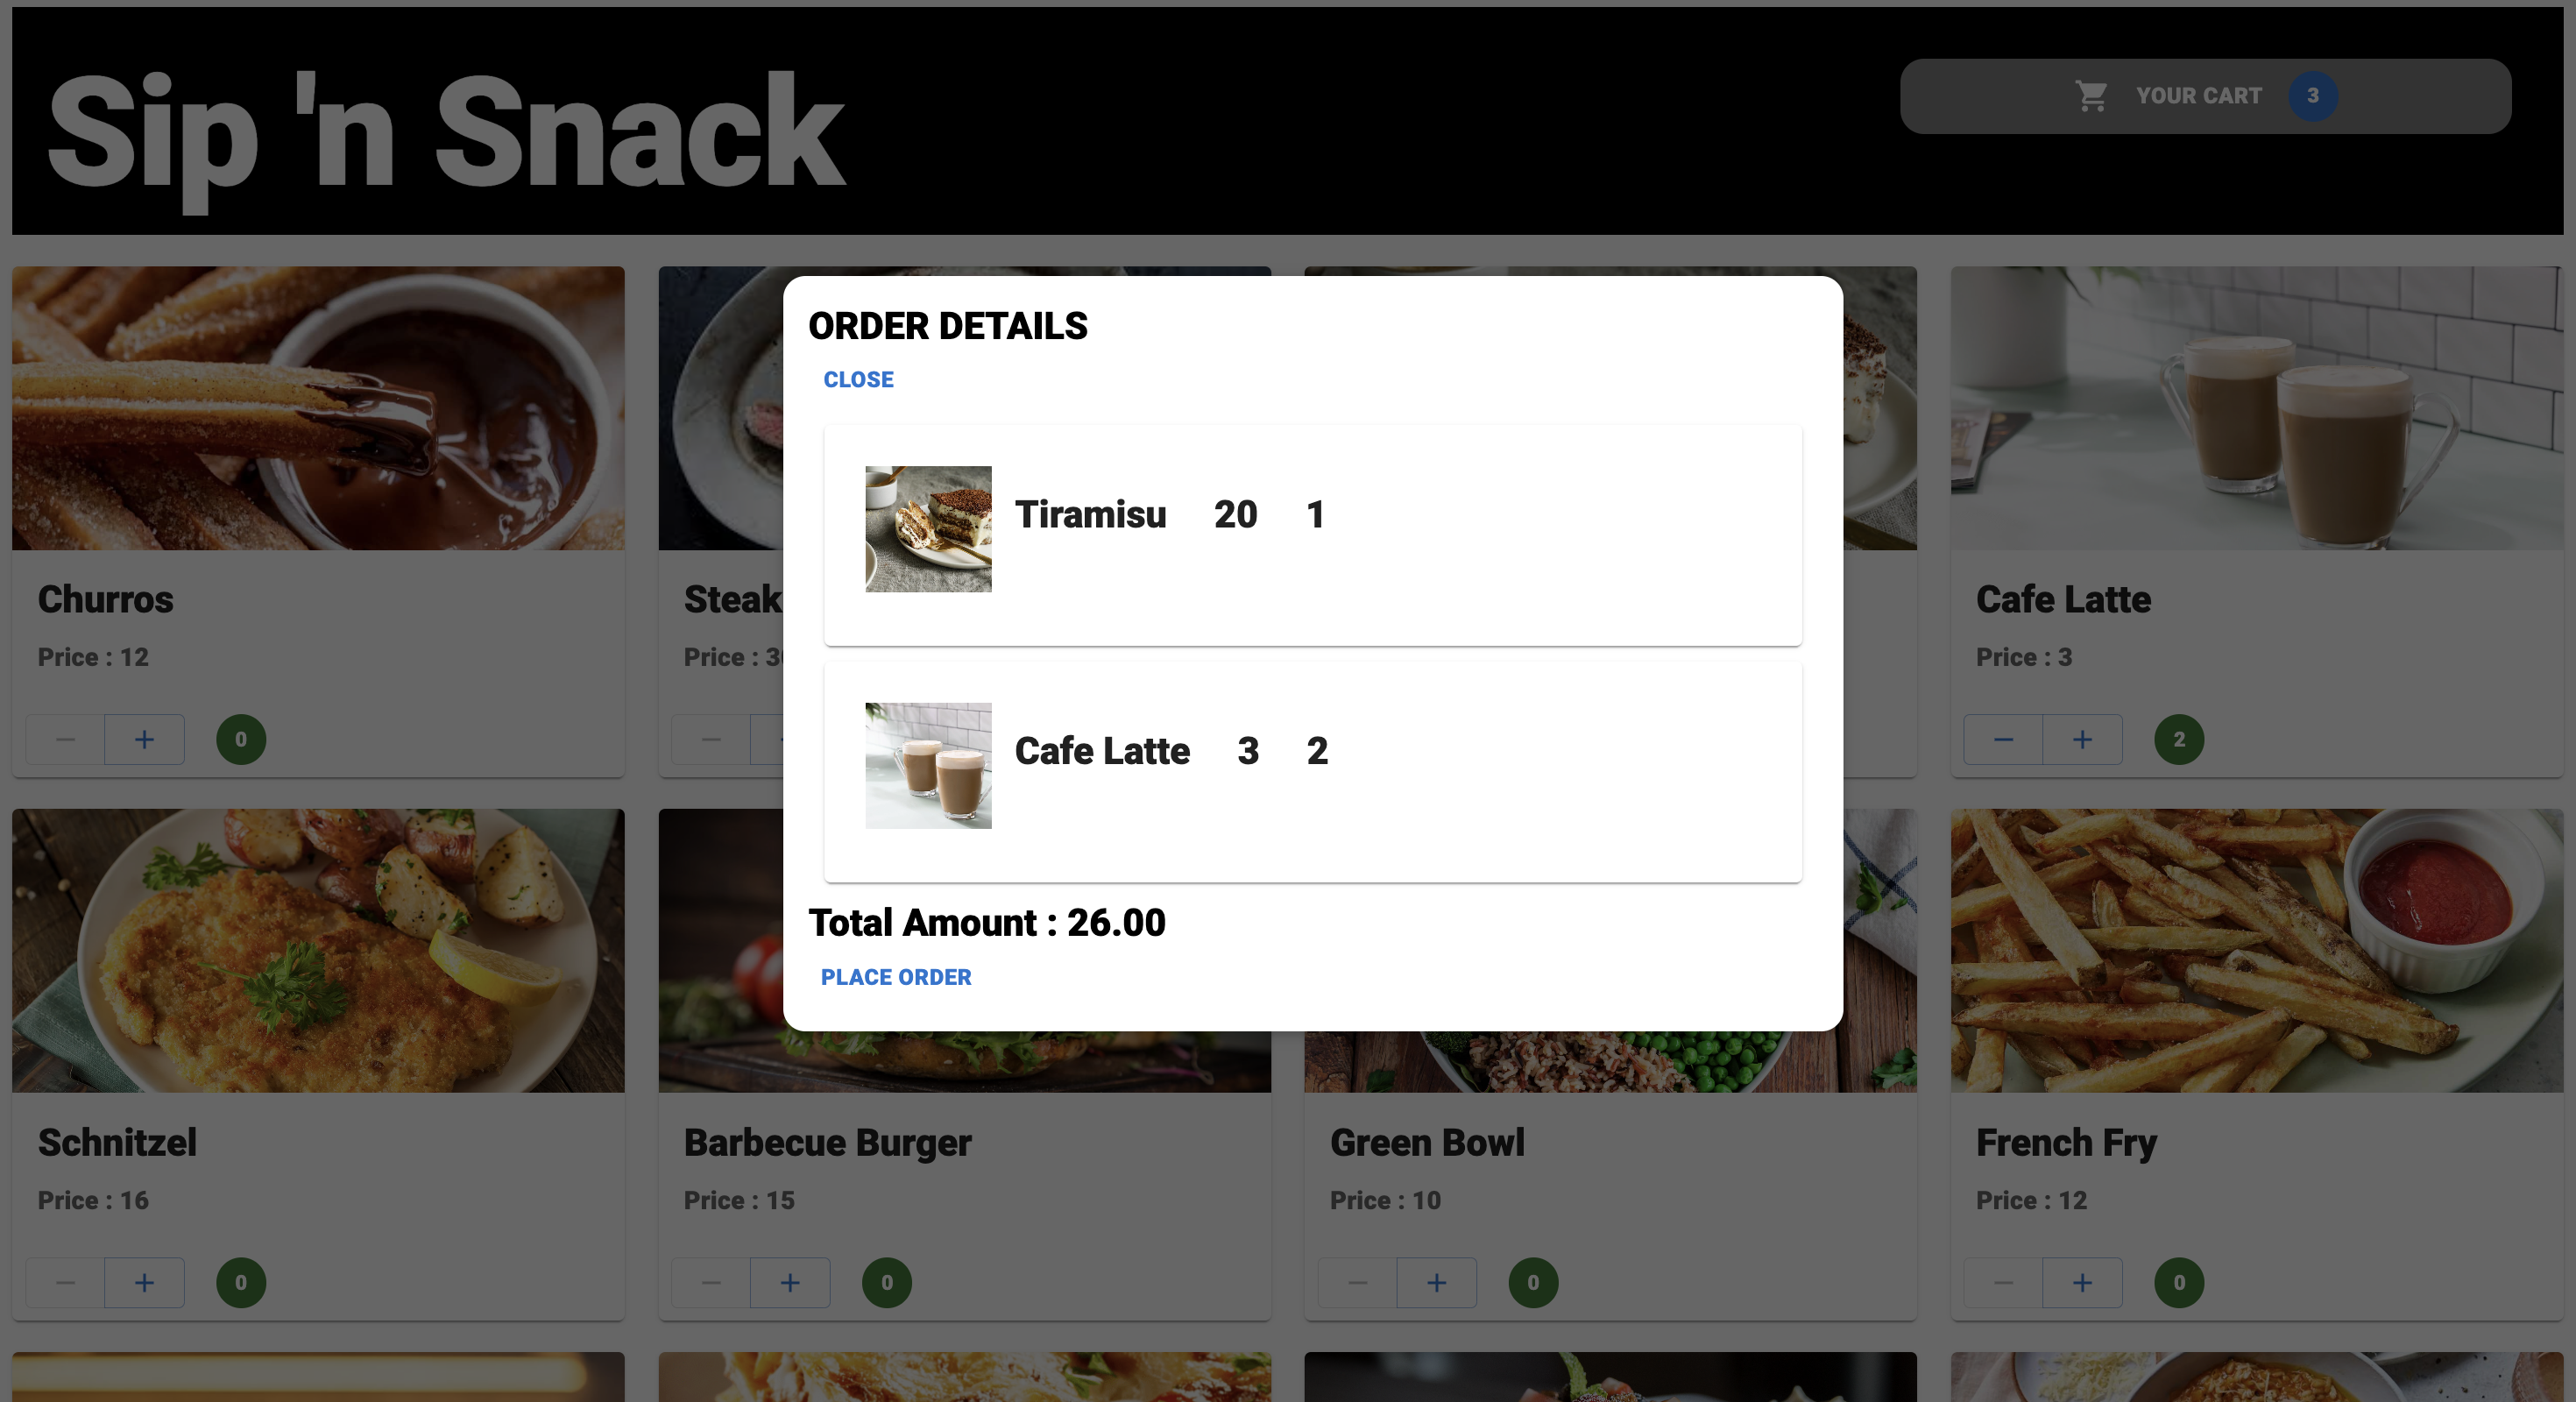 Sip 'n Snack
YOUR CART 3
ORDER DETAILS
CLOSE
Tiramisu 20 1
Cafe Latte 3 2
Total Amount : 26.00
PLACE ORDER
Churros
Price : 12
0
Steak
Price :
Cafe Latte
Price : 3
2
Schnitzel
Price : 16
0
Barbecue Burger
Price : 15
0
Green Bowl
Price : 10
0
French Fry
Price : 12
0